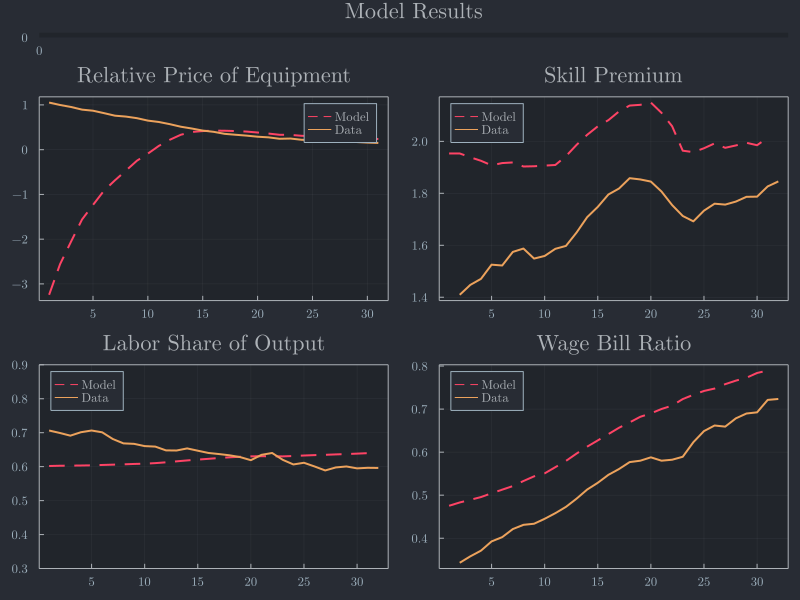 Model Results
0
0
Relative Price of Equipment
Model
Data
1
0
−1
−2
−3
5 10 15 20 25 30
Skill Premium
Model
Data
2.0
1.8
1.6
1.4
5 10 15 20 25 30
Labor Share of Output
Model
Data
0.9
0.8
0.7
0.6
0.5
0.4
0.3
5 10 15 20 25 30
Wage Bill Ratio
Model
Data
0.8
0.7
0.6
0.5
0.4
5 10 15 20 25 30